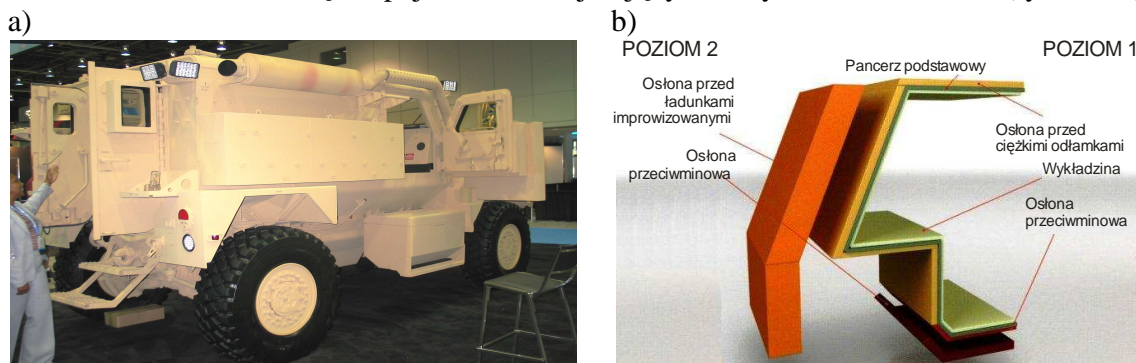 a)
b)
POZIOM 2
POZIOM 1
Pancerz podstawowy
Osłona przed
ładunkami
improwizowanymi
Osłona
przeciwminowa
Osłona przed
ciężkimi odłamkami
Wykładzina
Osłona
przeciwminowa